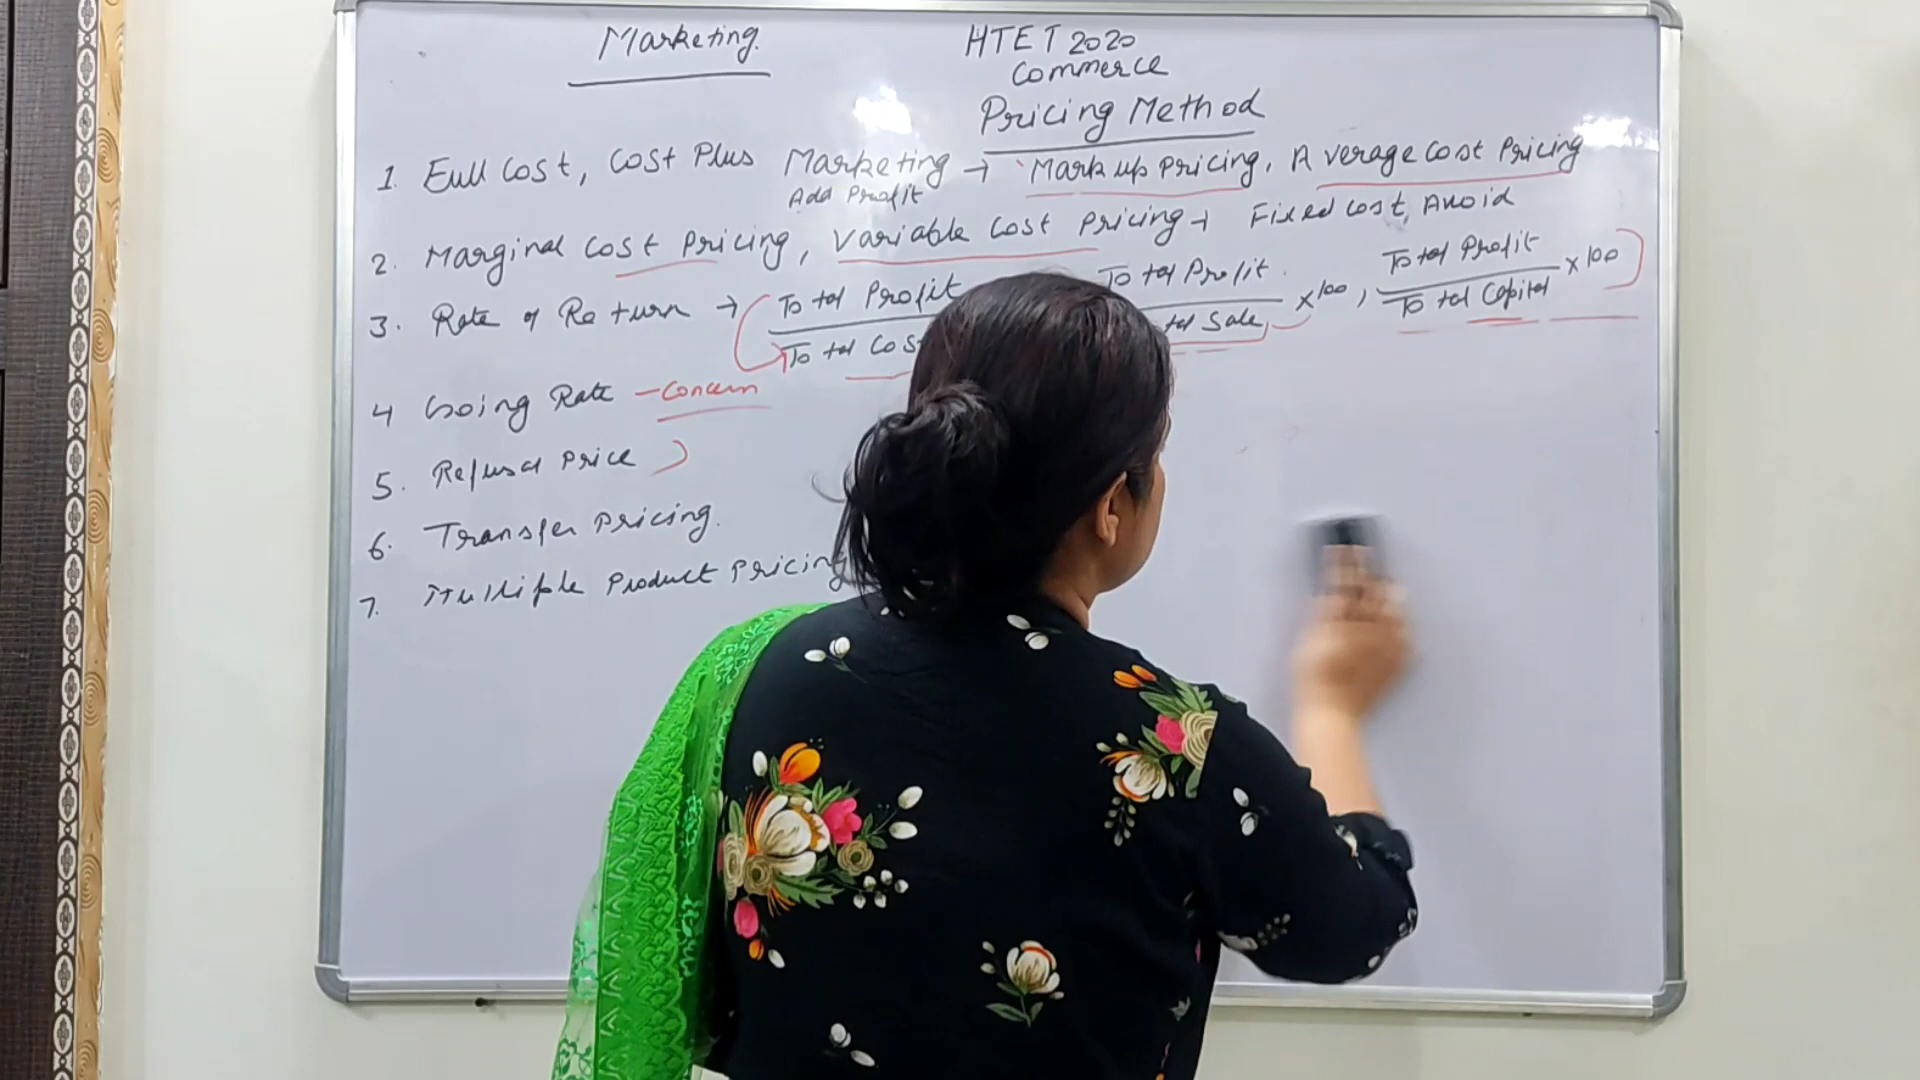 Marketing.
HTET 2020
Commerce
Pricing Method
1. Full Cost, Cost Plus Marketing → Mark up Pricing, Average Cost Pricing
Add Profit
2. Marginal Cost Pricing, Variable Cost Pricing → Fixed Cost, Avoid
3. Rate of Return → Total Profit Total Profit × 100, Total Profit × 100
Total Sale Total Capital
4 Going Rate - Concern
5. Refusal Price
6. Transfer Pricing.
7. Multiple Product Pricing